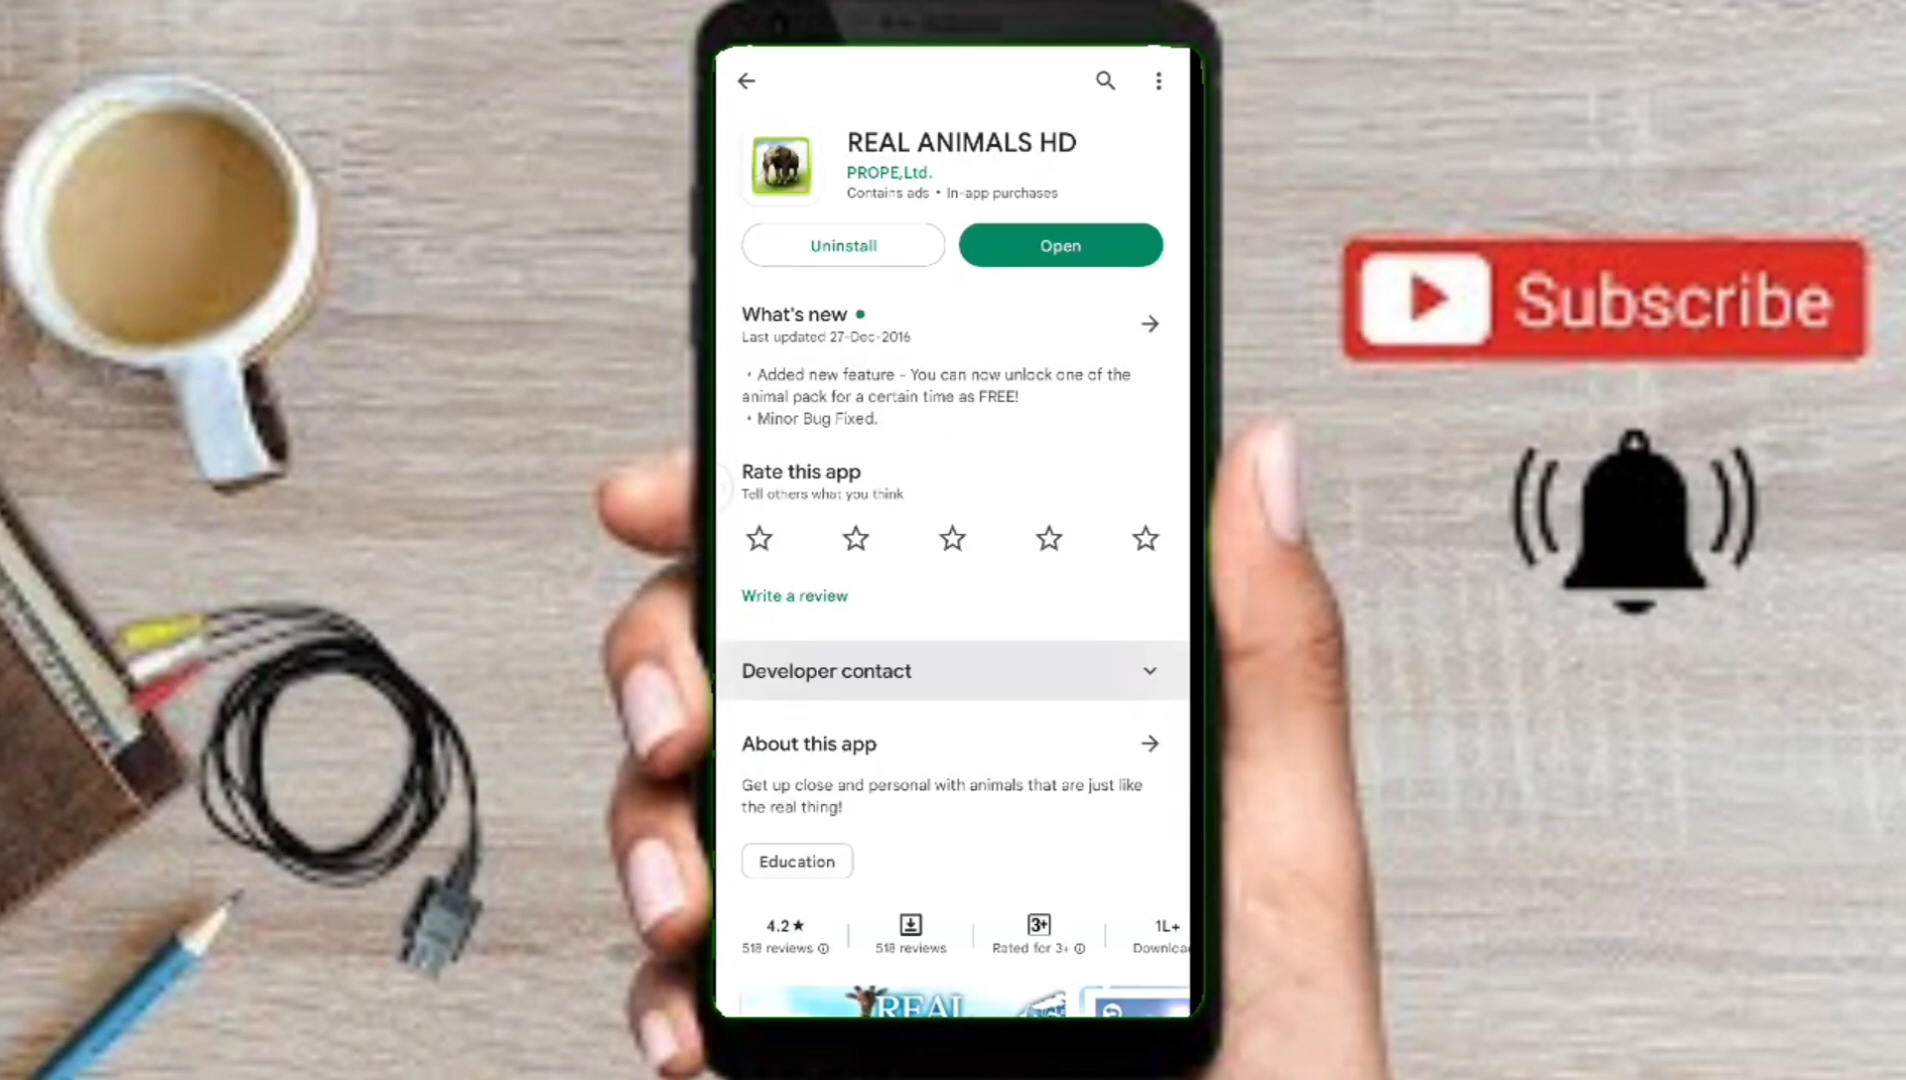 REAL ANIMALS HD
PROPE,Ltd.
Contains ads • In-app purchases
Uninstall
Open
What's new
Last updated 27-Dec-2016
• Added new feature - You can now unlock one of the
animal pack for a certain time as FREE!
• Minor Bug Fixed.
Rate this app
Tell others what you think
Write a review
Developer contact
About this app
Get up close and personal with animals that are just like
the real thing!
Education
4.2★
3+
1L+
518 reviews
518 reviews
Rated for 3+
REAL
Subscribe